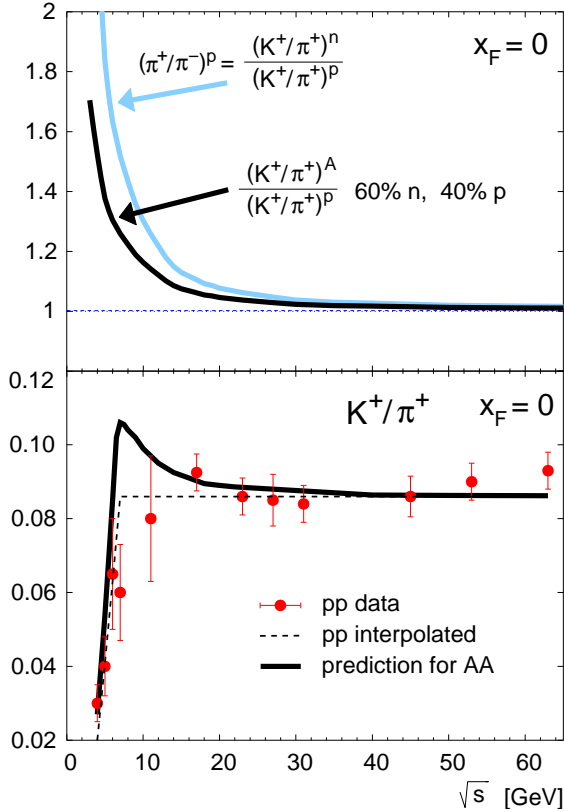 2
x_F = 0
(π⁺/π⁻)ᵖ = (K⁺/π⁺)ⁿ / (K⁺/π⁺)ᵖ
1.8
1.6
(K⁺/π⁺)ᴬ / (K⁺/π⁺)ᵖ 60% n, 40% p
1.4
1.2
1
0.12
K⁺/π⁺ x_F = 0
0.10
0.08
0.06
pp data
pp interpolated
0.04
prediction for AA
0.02
0 10 20 30 40 50 60
√s [GeV]